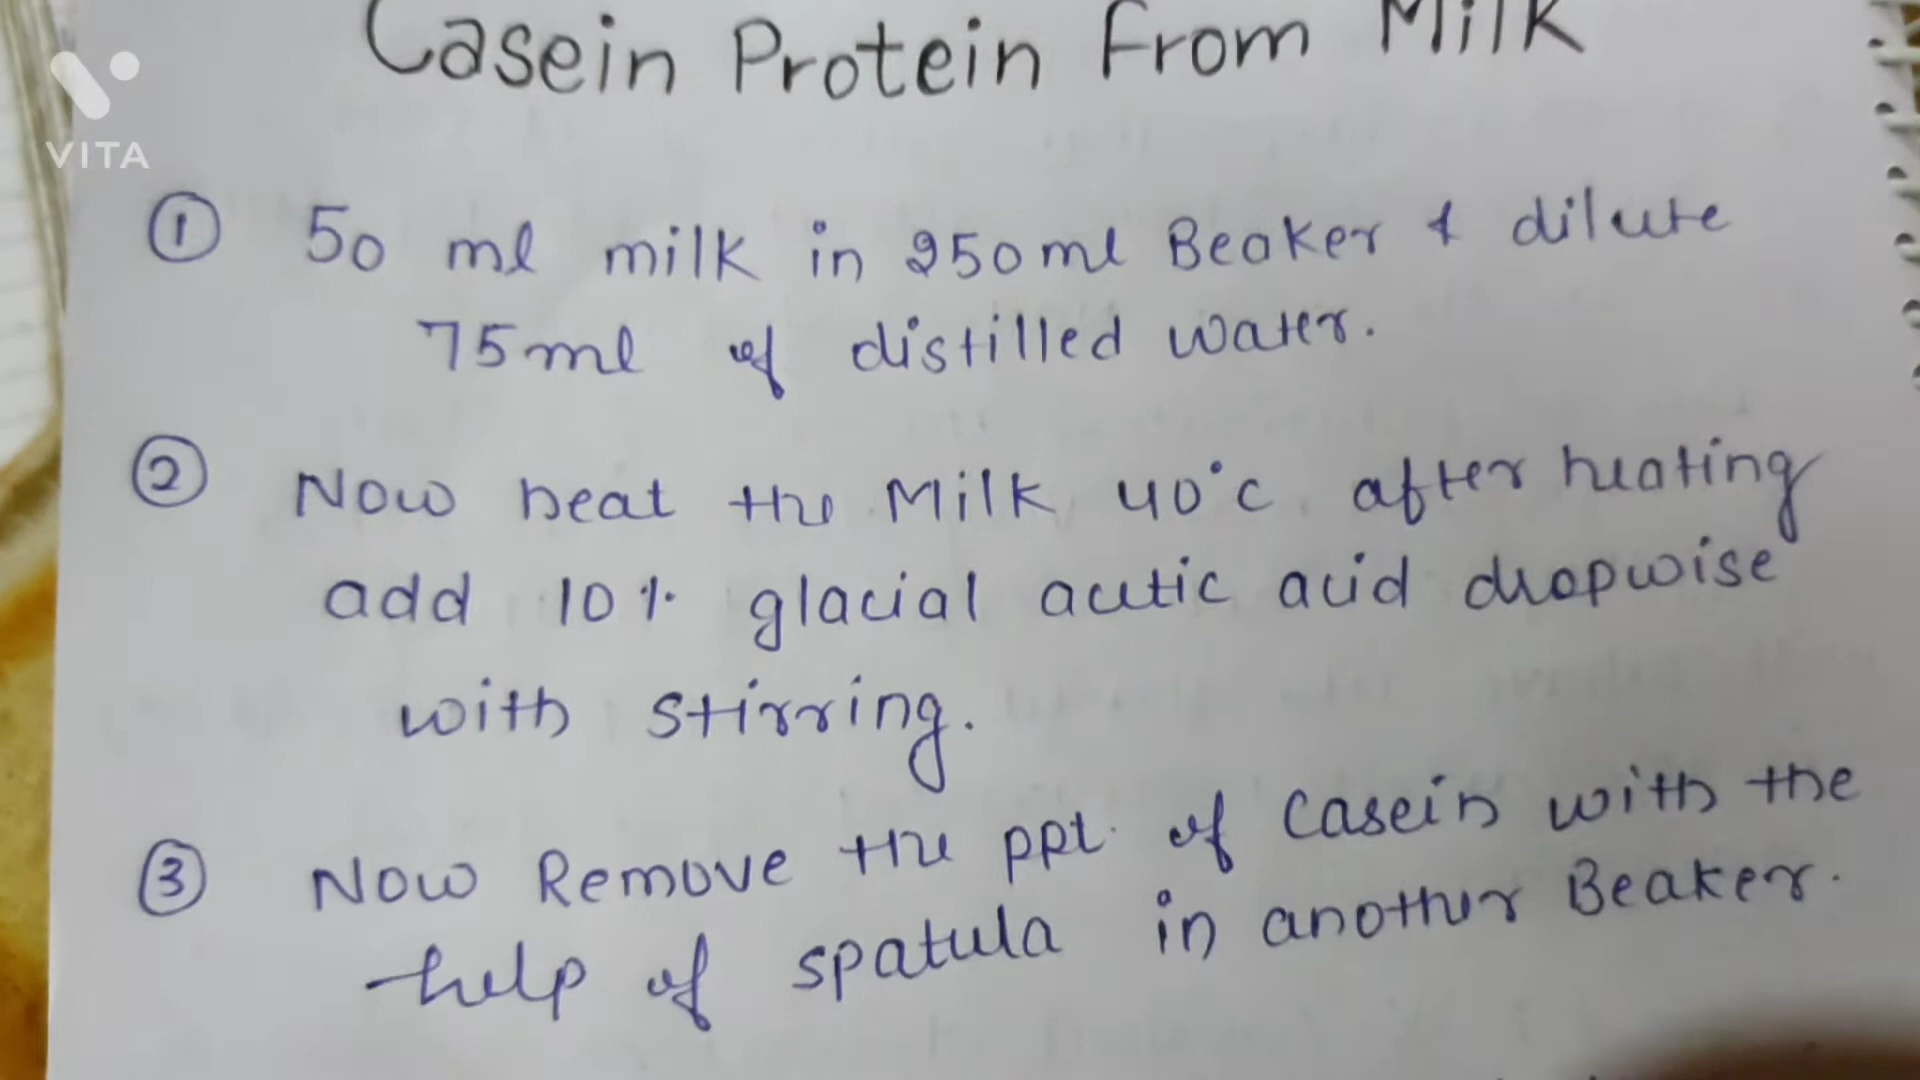 Casein Protein From Milk
VITA
① 50 ml milk in 250ml Beaker & dilute
75ml of distilled water.
② Now heat the Milk 40°c. after heating
add 10% glacial acetic acid dropwise
with stirring.
③ Now Remove the ppt. of Casein with the
help of spatula in another Beaker.